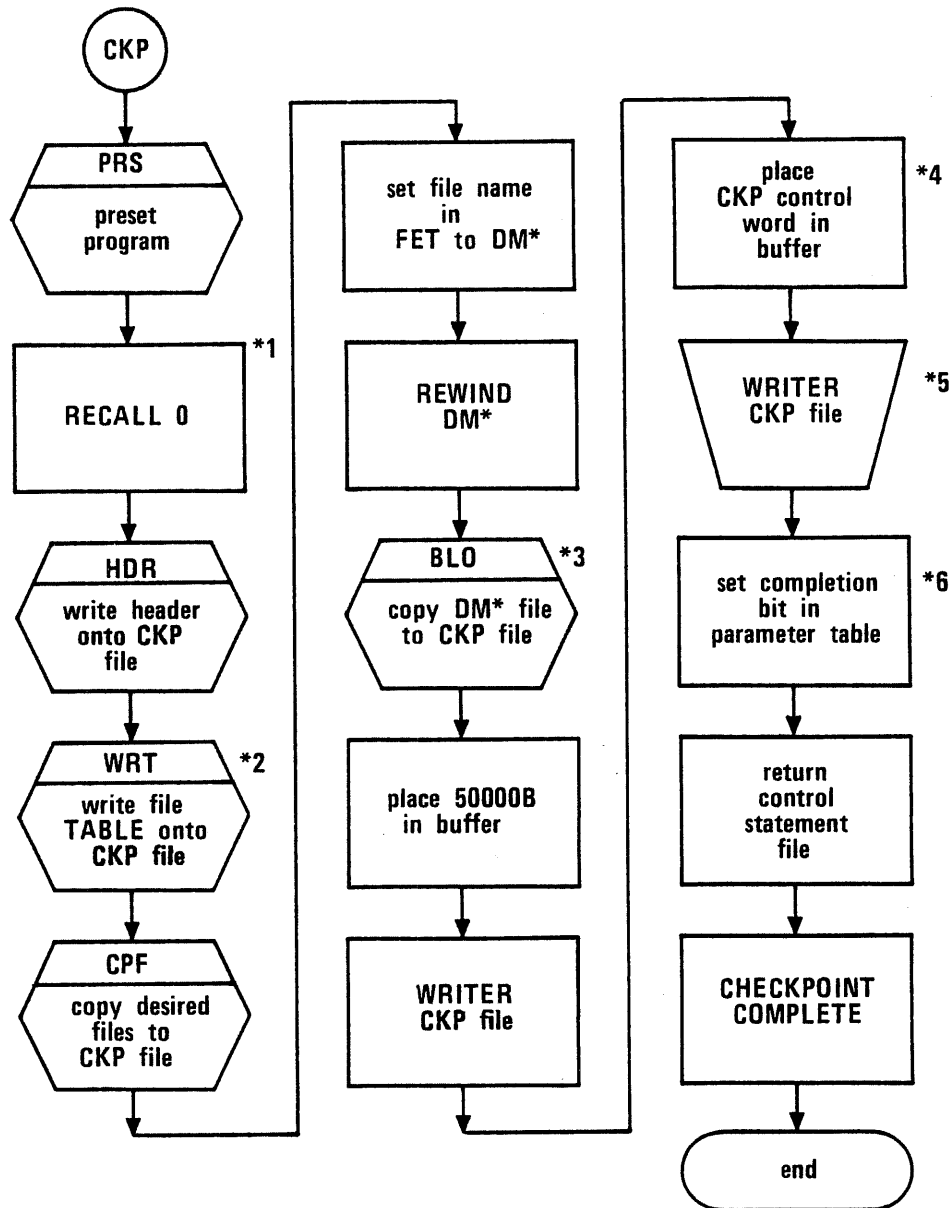 CKP
PRS
preset
program
*1
RECALL 0
HDR
write header
onto CKP
file
WRT
*2
write file
TABLE onto
CKP file
CPF
copy desired
files to
CKP file
set file name
in
FET to DM*
REWIND
DM*
BLO
*3
copy DM* file
to CKP file
place 50000B
in buffer
WRITER
CKP file
place
CKP control
word in
buffer
*4
WRITER
CKP file
*5
set completion
bit in
parameter table
*6
return
control
statement
file
CHECKPOINT
COMPLETE
end